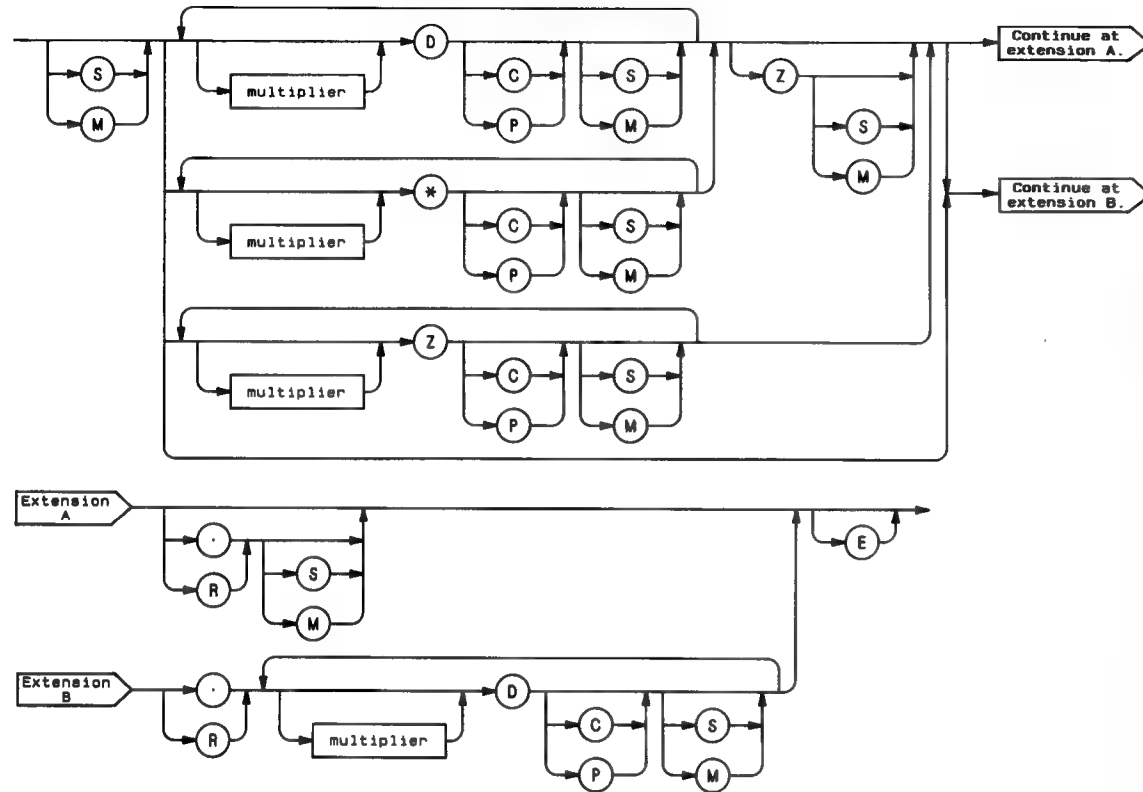 D
Continue at
extension A.
S
C
S
Z
multiplier
M
P
M
S
M
*
Continue at
extension B.
C
S
multiplier
P
M
Z
C
S
multiplier
P
M
Extension
A
·
E
R
S
M
Extension
B
·
D
R
C
S
multiplier
P
M